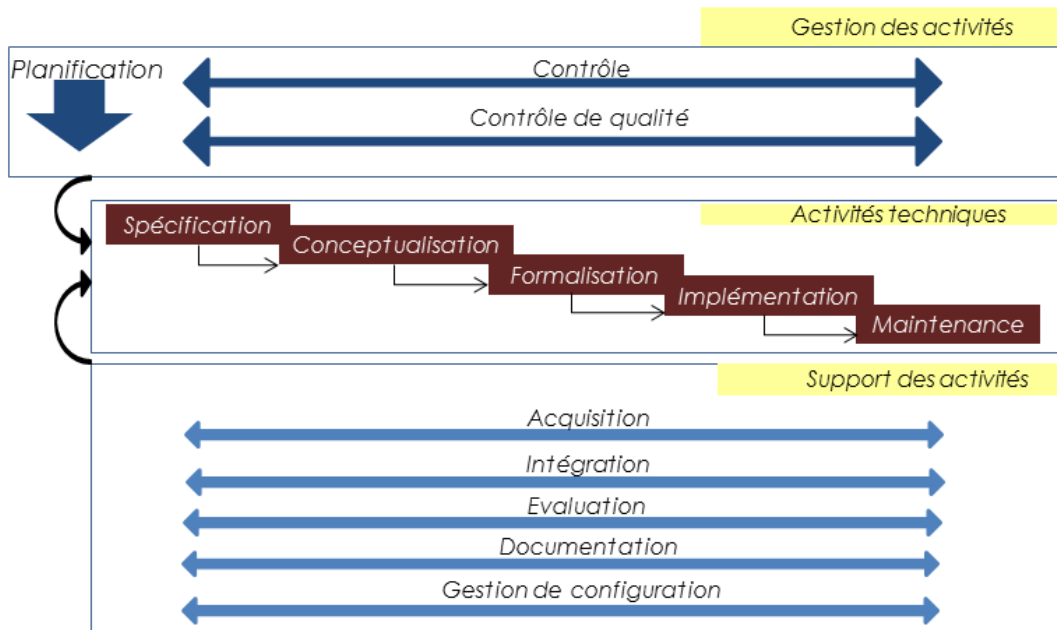 Gestion des activités
Planification
Contrôle
Contrôle de qualité
Activités techniques
Spécification
Conceptualisation
Formalisation
Implémentation
Maintenance
Support des activités
Acquisition
Intégration
Evaluation
Documentation
Gestion de configuration